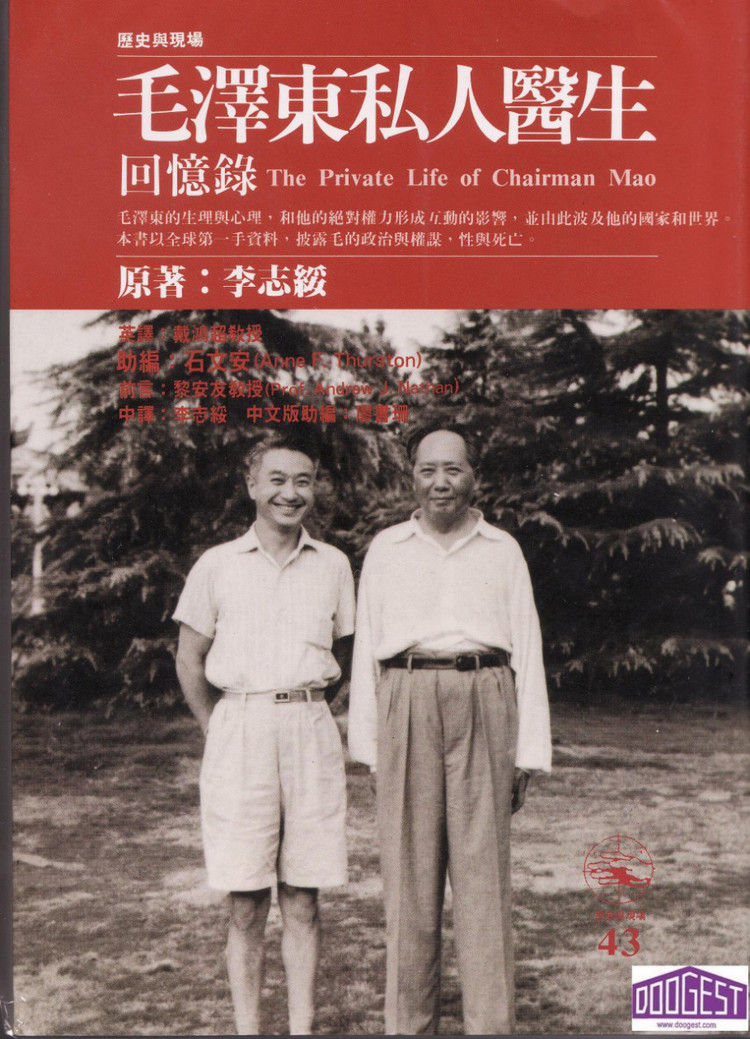 歷史與現場
毛澤東私人醫生
回憶錄 The Private Life of Chairman Mao
毛澤東的生理與心理，和他的絕對權力形成互動的影響，並由此波及他的國家和世界。
本書以全球第一手資料，披露毛的政治與權謀，性與死亡。
原著：李志綏
英譯：戴鴻超教授
助編：石文安(Anne F. Thurston)
前言：黎安友教授(Prof. Andrew J. Nathan)
中譯：李志綏 中文版助編：
歷史與現場
43
DOOGEST
www.doogest.com